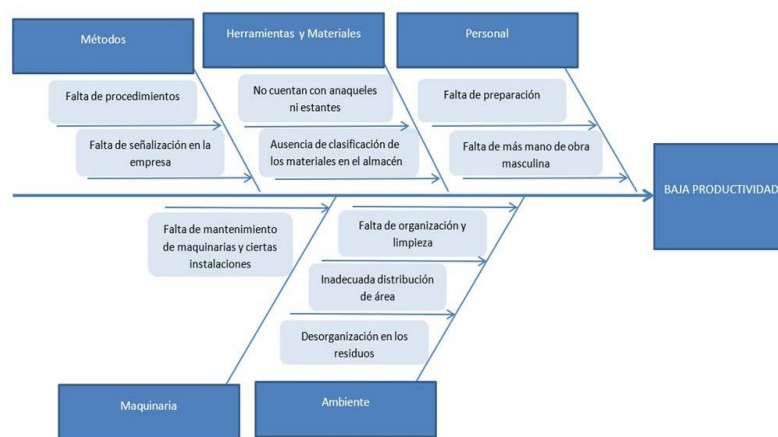 Métodos
Herramientas y Materiales
Personal
Falta de procedimientos
Falta de señalización en la
empresa
No cuentan con anaqueles
ni estantes
Ausencia de clasificación de
los materiales en el almacén
Falta de preparación
Falta de más mano de obra
masculina
BAJA PRODUCTIVIDAD
Falta de mantenimiento
de maquinarias y ciertas
instalaciones
Falta de organización y
limpieza
Inadecuada distribución
de área
Desorganización en los
residuos
Maquinaria
Ambiente